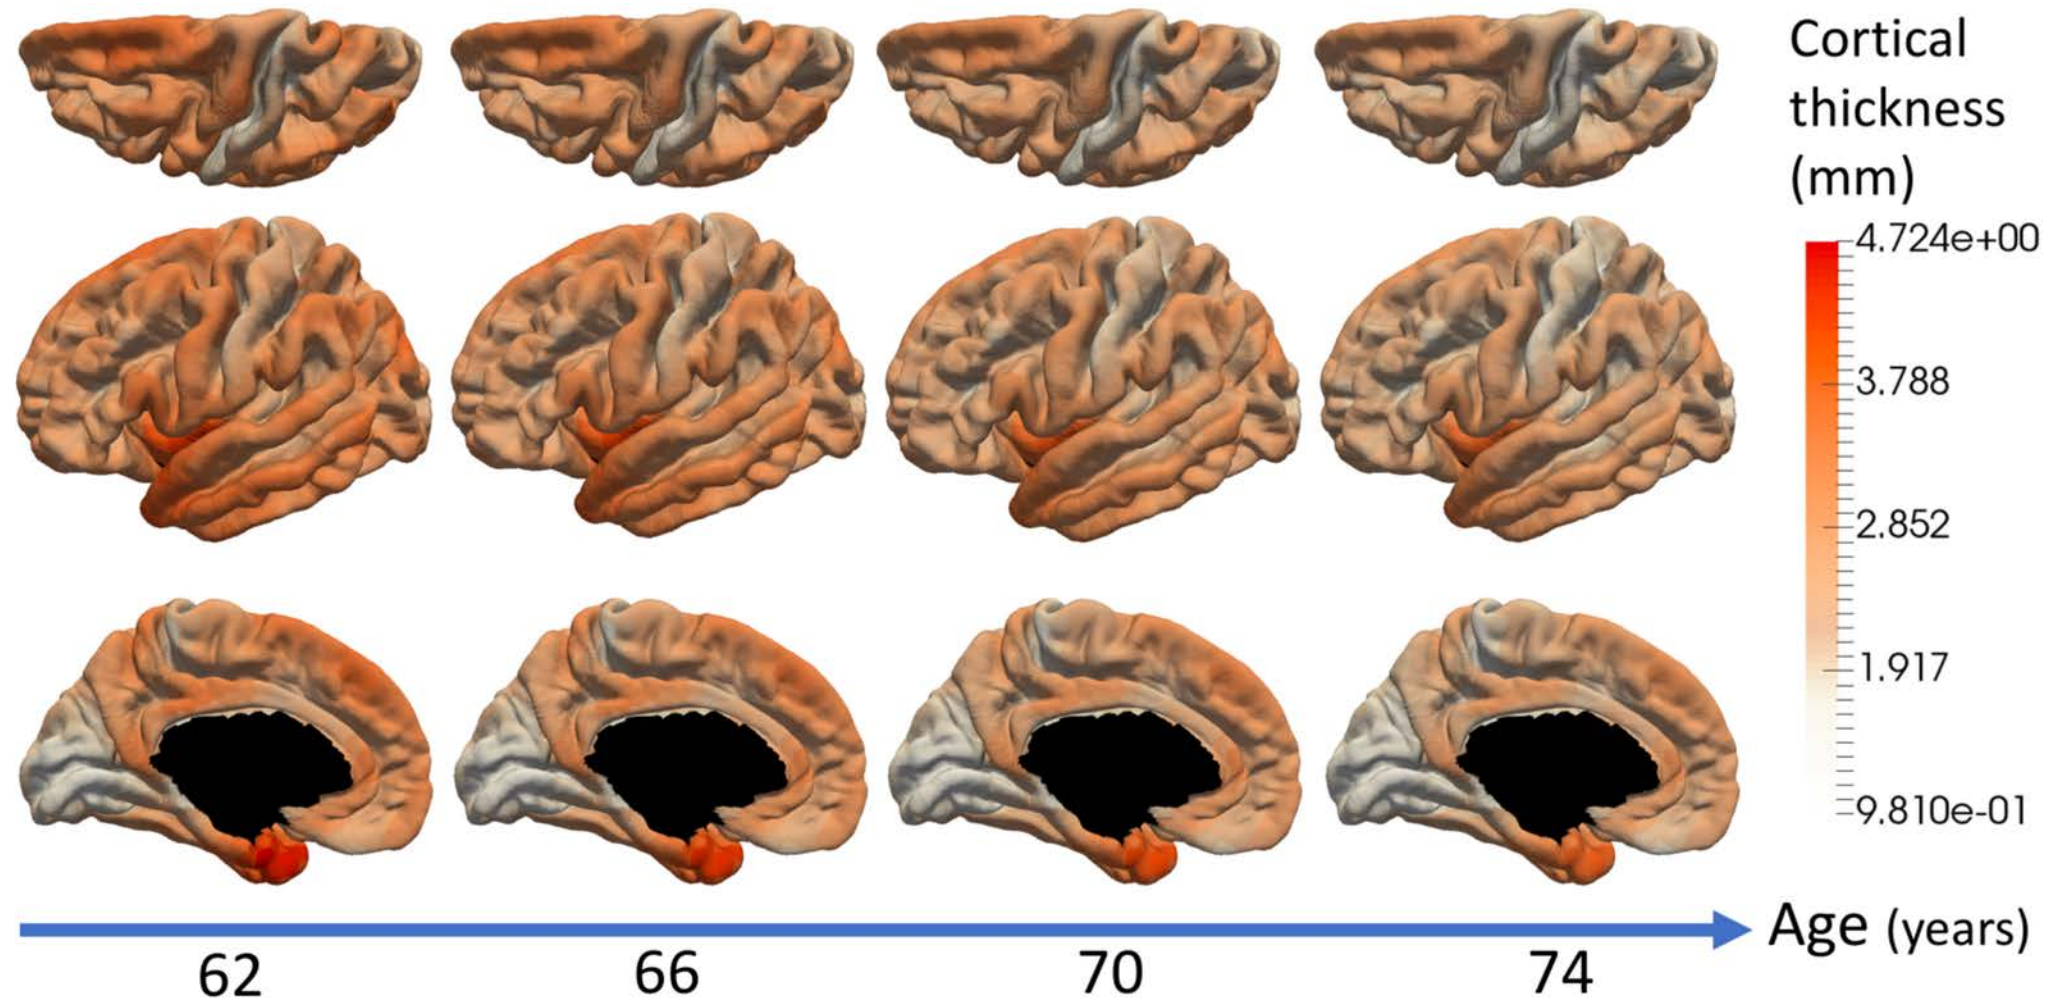 Cortical
thickness
(mm)
4.724e+00
3.788
2.852
1.917
9.810e-01
Age (years)
62 66 70 74